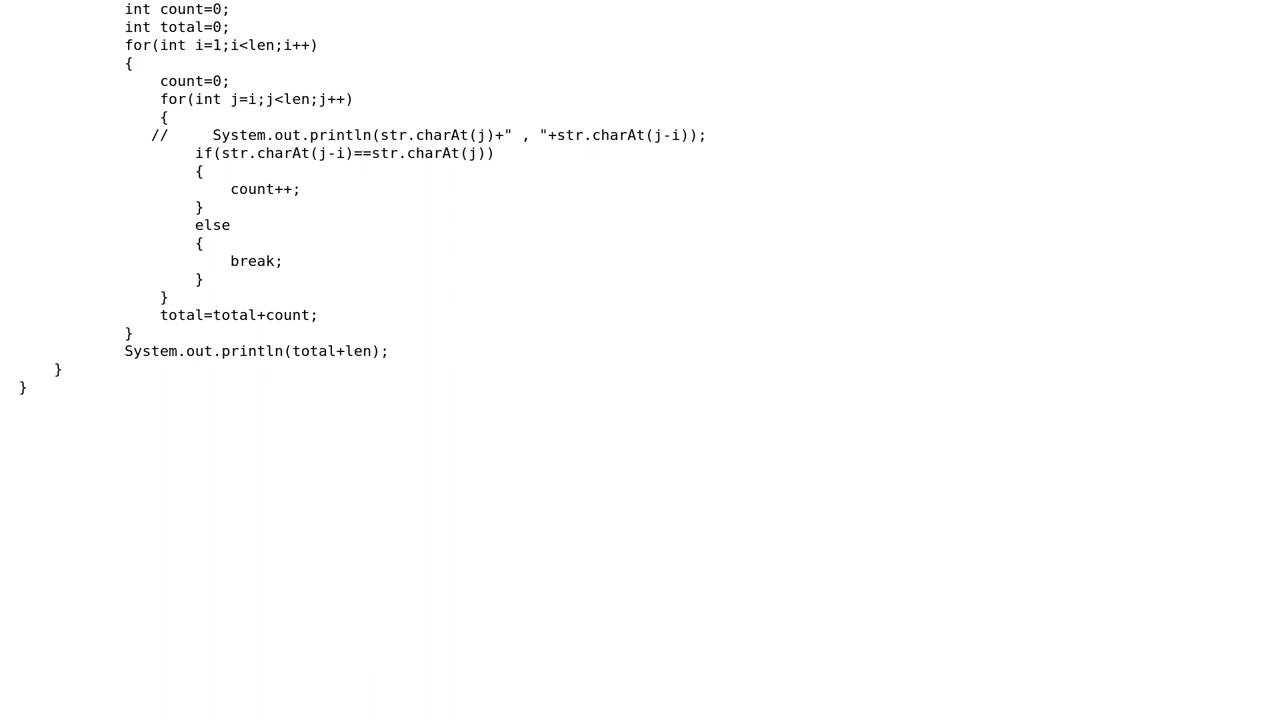 int count=0;
int total=0;
for(int i=1;i<len;i++)
{
count=0;
for(int j=i;j<len;j++)
{
//     System.out.println(str.charAt(j)+" , "+str.charAt(j-i));
if(str.charAt(j-i)==str.charAt(j))
{
count++;
}
else
{
break;
}
}
total=total+count;
}
System.out.println(total+len);
}
}